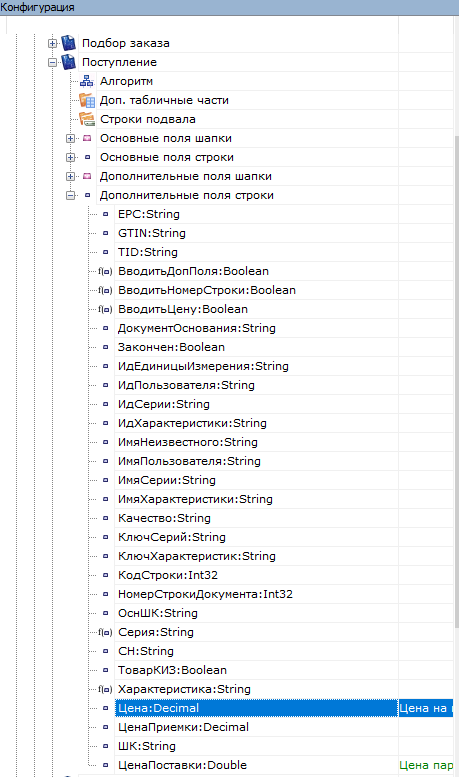 Конфигурация
Подбор заказа
Поступление
Алгоритм
Доп. табличные части
Строки подвала
Основные поля шапки
Основные поля строки
Дополнительные поля шапки
Дополнительные поля строки
EPC:String
GTIN:String
TID:String
f(о) ВводитьДопПоля:Boolean
f(о) ВводитьНомерСтроки:Boolean
f(о) ВводитьЦену:Boolean
ДокументОснования:String
Закончен:Boolean
ИдЕдиницыИзмерения:String
ИдПользователя:String
ИдСерии:String
ИдХарактеристики:String
ИмяНеизвестного:String
ИмяПользователя:String
ИмяСерии:String
ИмяХарактеристики:String
Качество:String
КлючСерий:String
КлючХарактеристик:String
КодСтроки:Int32
НомерСтрокиДокумента:Int32
ОснШК:String
f(о) Серия:String
СН:String
ТоварКИЗ:Boolean
f(о) Характеристика:String
Цена:Decimal Цена на
ЦенаПриемки:Decimal
ШК:String
ЦенаПоставки:Double Цена пар